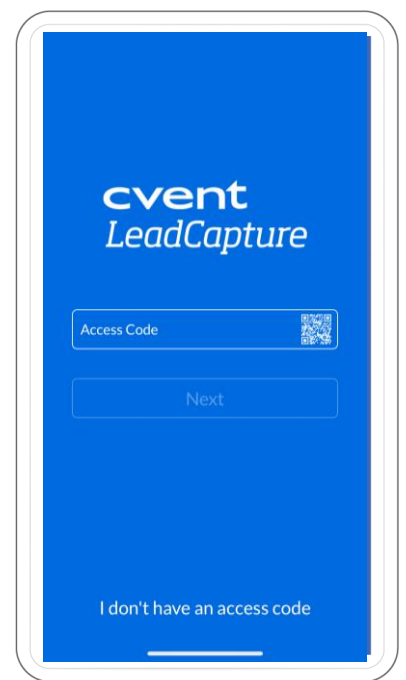 cvent
LeadCapture
Access Code
Next
I don't have an access code